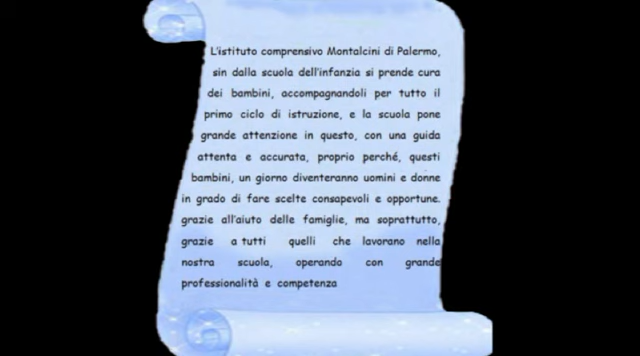 L'istituto comprensivo Montalcini di Palermo,
sin dalla scuola dell'infanzia si prende cura
dei bambini, accompagnandoli per tutto il
primo ciclo di istruzione, e la scuola pone
grande attenzione in questo, con una guida
attenta e accurata, proprio perché, questi
bambini, un giorno diventeranno uomini e donne
in grado di fare scelte consapevoli e opportune.
grazie all'aiuto delle famiglie, ma soprattutto,
grazie a tutti quelli che lavorano nella
nostra scuola, operando con grande
professionalità e competenza